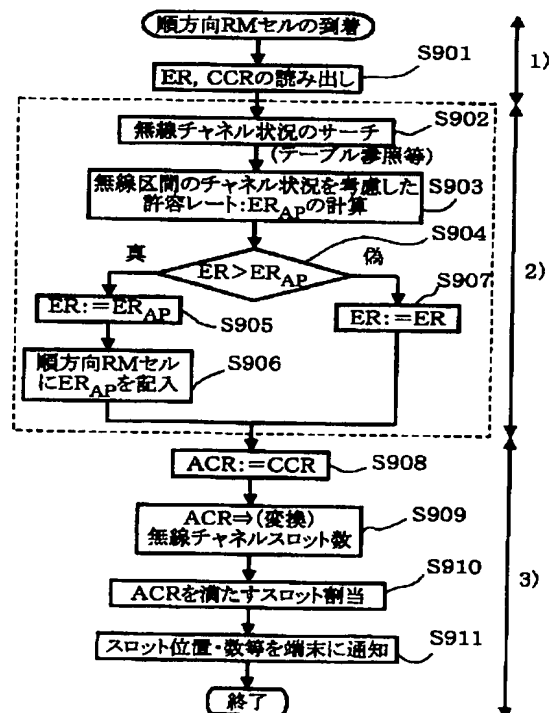 順方向RMセルの到着
1)
ER, CCRの読み出し
S901
無線チャネル状況のサーチ
S902
(テーブル参照等)
無線区間のチャネル状況を考慮した
許容レート:ERAPの計算
S903
S904
真
ER>ERAP
偽
2)
ER:=ERAP
S905
ER:=ER
S907
順方向RMセル
にERAPを記入
S906
ACR:=CCR
S908
ACR⇒(変換)
無線チャネルスロット数
S909
3)
ACRを満たすスロット割当
S910
スロット位置・数等を端末に通知
S911
終了